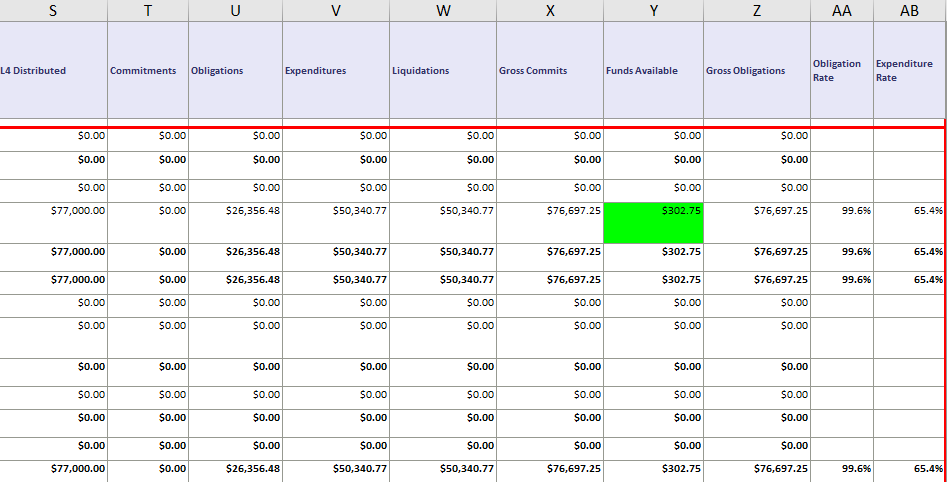 S T U V W X Y Z AA AB
L4 Distributed Commitments Obligations Expenditures Liquidations Gross Commits Funds Available Gross Obligations Obligation Rate Expenditure Rate
$0.00 $0.00 $0.00 $0.00 $0.00 $0.00 $0.00 $0.00
$0.00 $0.00 $0.00 $0.00 $0.00 $0.00 $0.00 $0.00
$0.00 $0.00 $0.00 $0.00 $0.00 $0.00 $0.00 $0.00
$77,000.00 $0.00 $26,356.48 $50,340.77 $50,340.77 $76,697.25 $302.75 $76,697.25 99.6% 65.4%
$77,000.00 $0.00 $26,356.48 $50,340.77 $50,340.77 $76,697.25 $302.75 $76,697.25 99.6% 65.4%
$77,000.00 $0.00 $26,356.48 $50,340.77 $50,340.77 $76,697.25 $302.75 $76,697.25 99.6% 65.4%
$0.00 $0.00 $0.00 $0.00 $0.00 $0.00 $0.00 $0.00
$0.00 $0.00 $0.00 $0.00 $0.00 $0.00 $0.00 $0.00
$0.00 $0.00 $0.00 $0.00 $0.00 $0.00 $0.00 $0.00
$0.00 $0.00 $0.00 $0.00 $0.00 $0.00 $0.00 $0.00
$0.00 $0.00 $0.00 $0.00 $0.00 $0.00 $0.00 $0.00
$0.00 $0.00 $0.00 $0.00 $0.00 $0.00 $0.00 $0.00
$77,000.00 $0.00 $26,356.48 $50,340.77 $50,340.77 $76,697.25 $302.75 $76,697.25 99.6% 65.4%